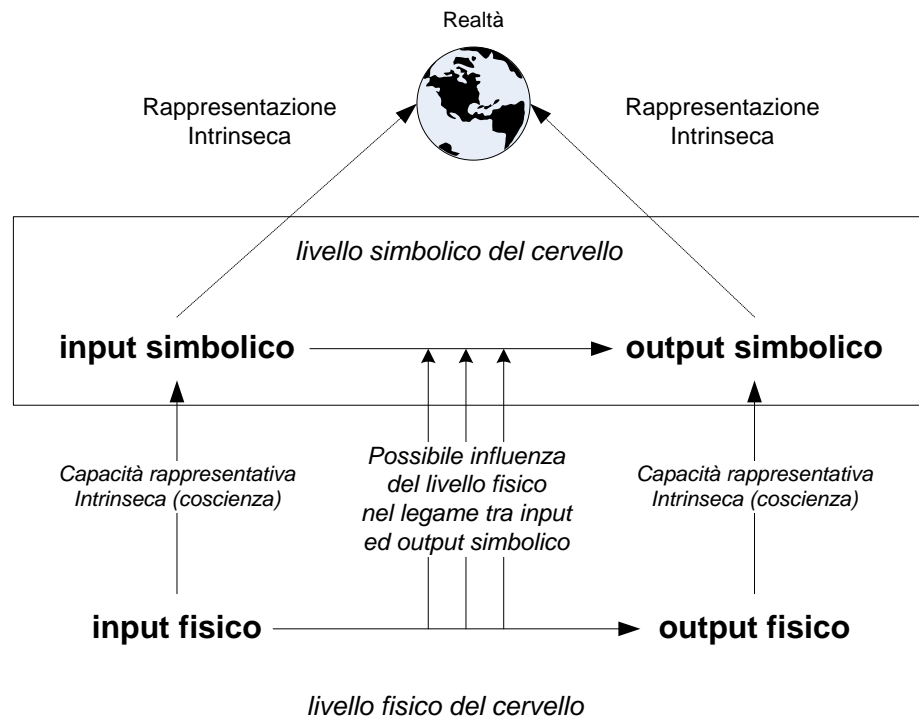 Realtà
Rappresentazione
Intrinseca
Rappresentazione
Intrinseca
livello simbolico del cervello
input simbolico
output simbolico
Capacità rappresentativa
Intrinseca (coscienza)
Possibile influenza
del livello fisico
nel legame tra input
ed output simbolico
Capacità rappresentativa
Intrinseca (coscienza)
input fisico
output fisico
livello fisico del cervello